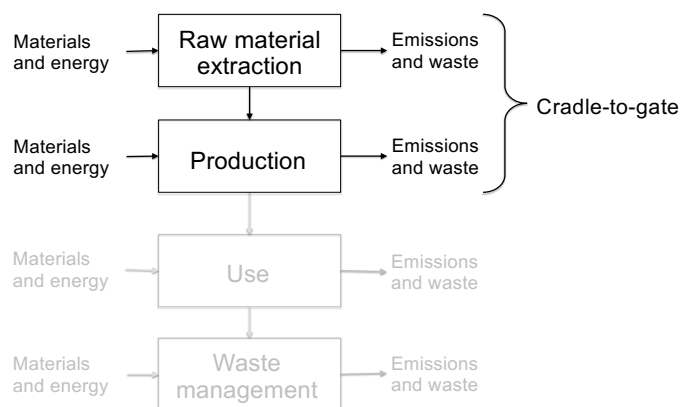 Materials
and energy
Raw material
extraction
Emissions
and waste
Cradle-to-gate
Materials
and energy
Production
Emissions
and waste
Materials
and energy
Use
Emissions
and waste
Materials
and energy
Waste
management
Emissions
and waste